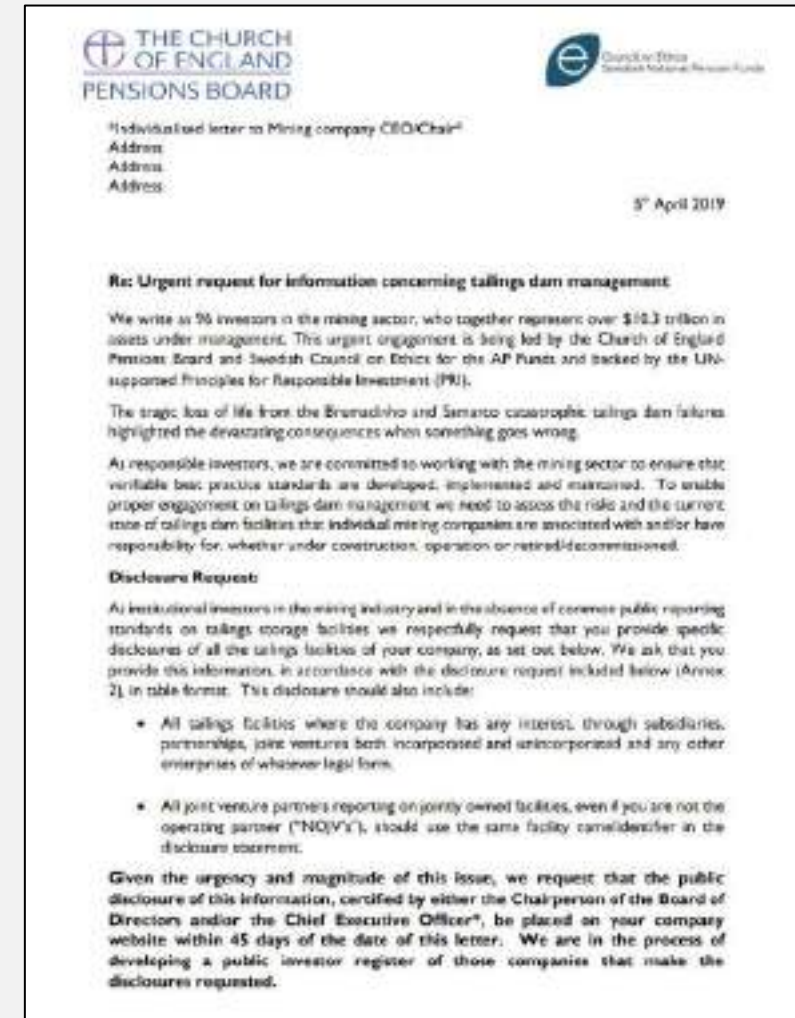 THE CHURCH
OF ENGLAND
PENSIONS BOARD
Council on Ethics
Swedish National Pension Funds
*Individualised letter to Mining company CEO/Chair*
Address
Address
Address
5th April 2019
Re: Urgent request for information concerning tailings dam management
We write as 96 investors in the mining sector, who together represent over $10.3 trillion in
assets under management. This urgent engagement is being led by the Church of England
Pensions Board and Swedish Council on Ethics for the AP Funds and backed by the UN-
supported Principles for Responsible Investment (PRI).
The tragic loss of life from the Brumadinho and Samarco catastrophic tailings dam failures
highlighted the devastating consequences when something goes wrong.
As responsible investors, we are committed to working with the mining sector to ensure that
verifiable best practice standards are developed, implemented and maintained. To enable
proper engagement on tailings dam management we need to assess the risks and the current
state of tailings dam facilities that individual mining companies are associated with and/or have
responsibility for, whether under construction, operation or retired/decommissioned.
Disclosure Request:
As institutional investors in the mining industry and in the absence of common public reporting
standards on tailings storage facilities we respectfully request that you provide specific
disclosures of all the tailings facilities of your company, as set out below. We ask that you
provide this information, in accordance with the disclosure request included below (Annex
2), in table format. This disclosure should also include:
• All tailings facilities where the company has any interest, through subsidiaries,
partnerships, joint ventures both incorporated and unincorporated and any other
enterprises of whatever legal form.
• All joint venture partners reporting on jointly owned facilities, even if you are not the
operating partner ("NOJV's"), should use the same facility name/identifier in the
disclosure statement.
Given the urgency and magnitude of this issue, we request that the public
disclosure of this information, certified by either the Chairperson of the Board of
Directors and/or the Chief Executive Officer*, be placed on your company
website within 45 days of the date of this letter. We are in the process of
developing a public investor register of those companies that make the
disclosures requested.